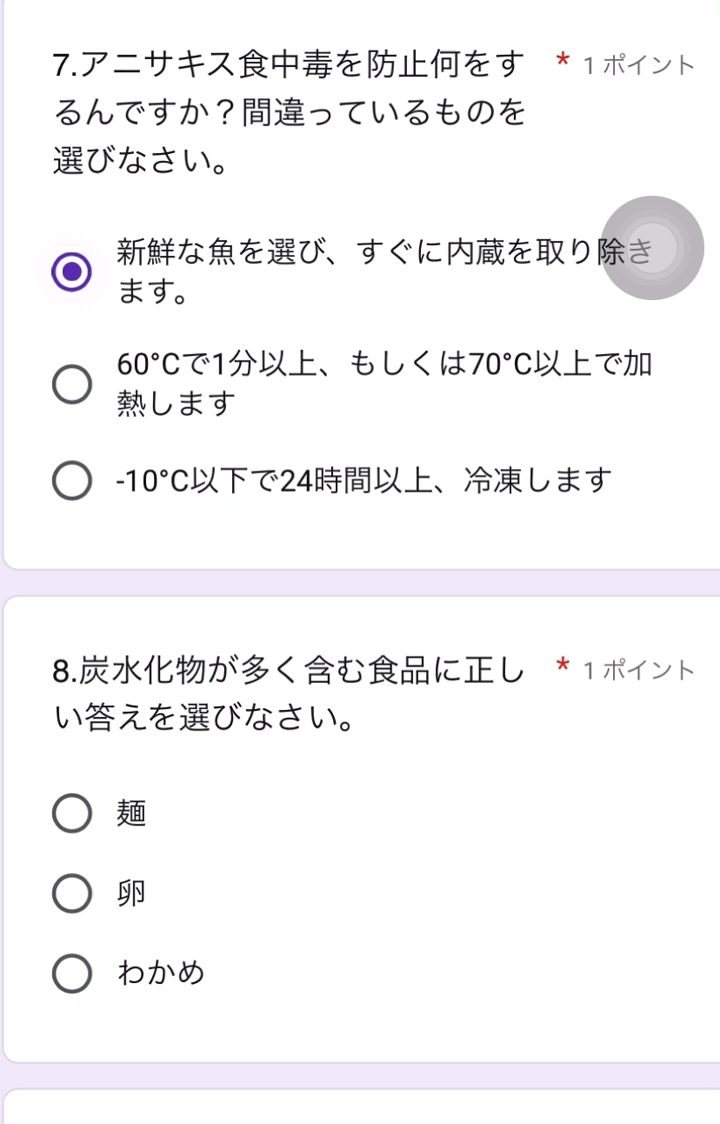 7.アニサキス食中毒を防止何をす * 1 ポイント
るんですか？間違っているものを
選びなさい。
新鮮な魚を選び、すぐに内蔵を取り除き
ます。
60°Cで1分以上、もしくは70°C以上で加
熱します
-10°C以下で24時間以上、冷凍します
8.炭水化物が多く含む食品に正し * 1 ポイント
い答えを選びなさい。
麺
卵
わかめ